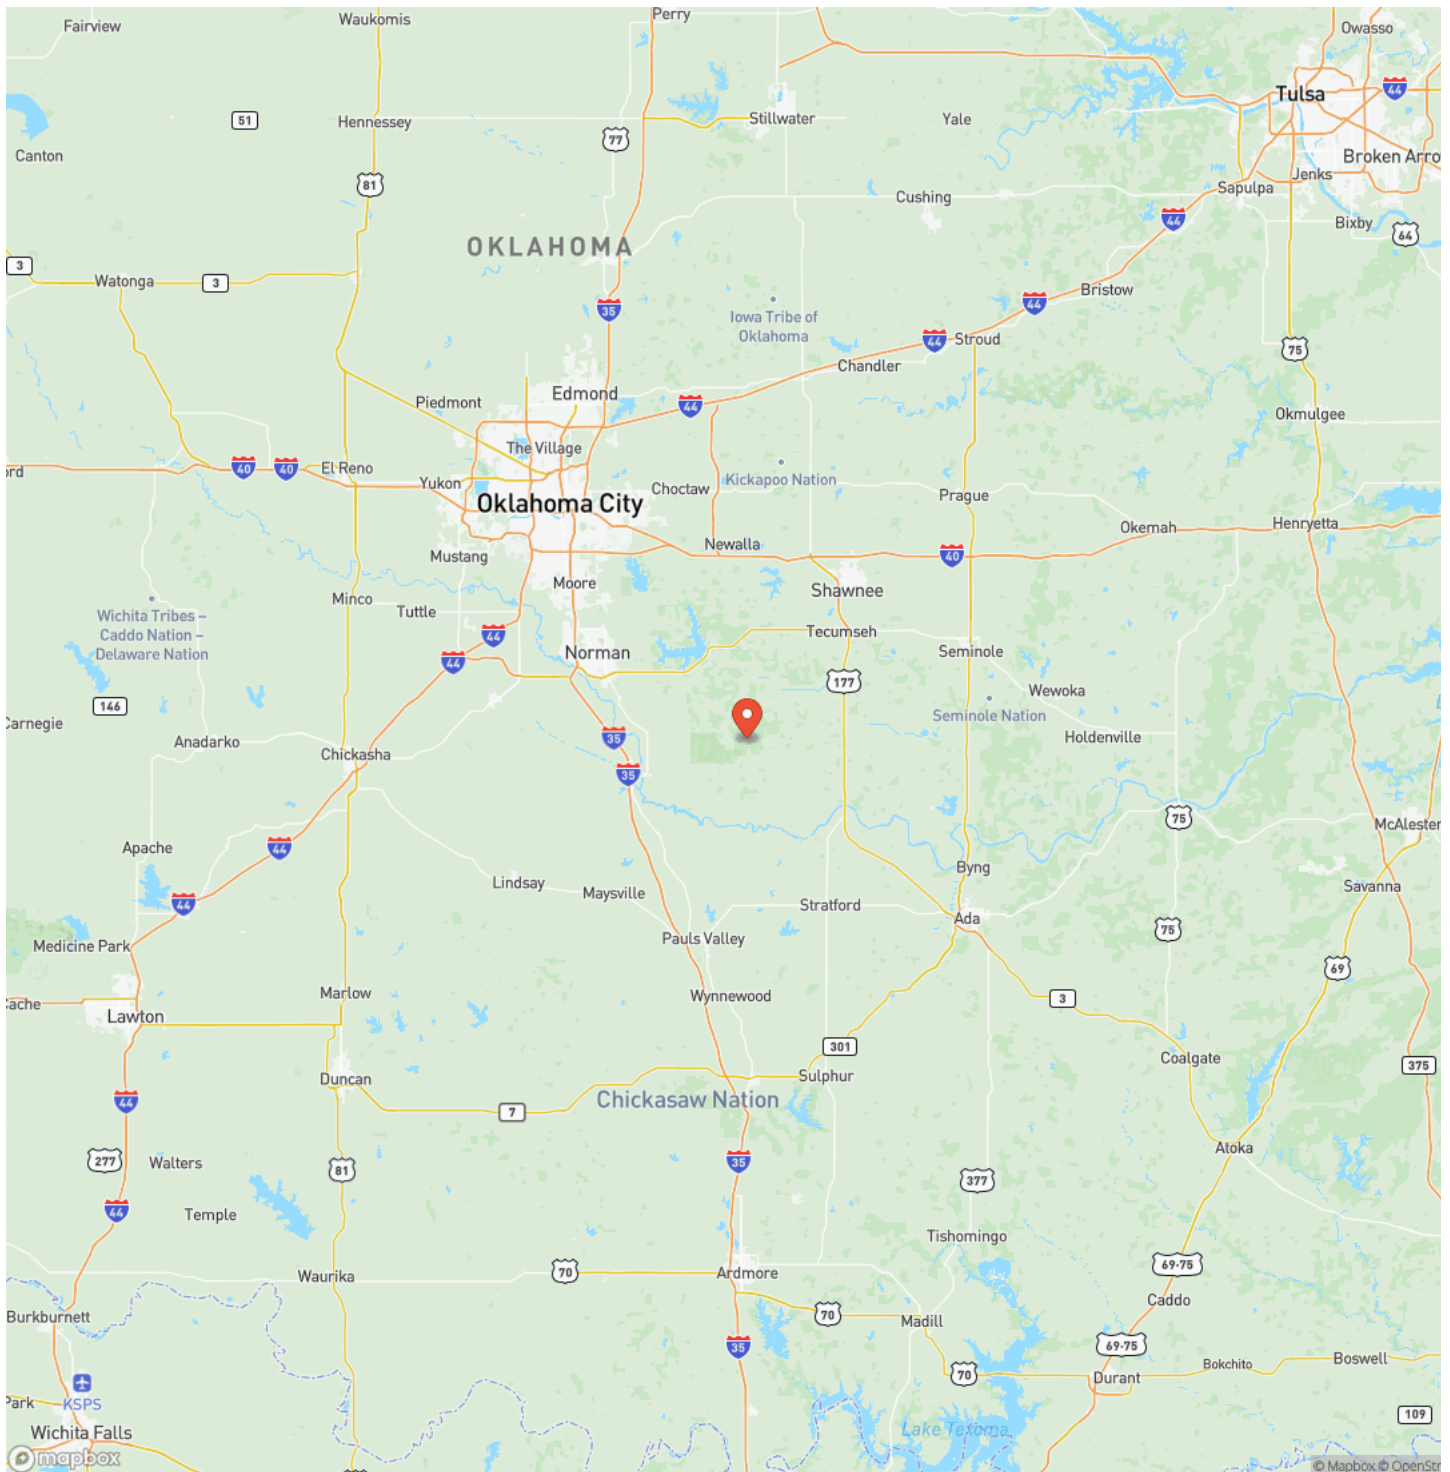 Fairview
Waukomis
Perry
Owasso
Tulsa
44
51
Hennessey
77
Stillwater
Yale
Canton
Broken Arro
81
Cushing
Sapulpa
Jenks
44
Bixby
64
OKLAHOMA
3
Watonga
3
Bristow
35
Iowa Tribe of
Oklahoma
44
44
Stroud
75
Chandler
Edmond
Piedmont
44
Okmulgee
The Village
ord
40
40
El Reno
Yukon
Choctaw
Kickapoo Nation
Oklahoma City
Prague
Okemah
Henryetta
Mustang
Newalla
40
Moore
Shawnee
Minco
Tuttle
Wichita Tribes –
Caddo Nation –
Delaware Nation
44
Tecumseh
44
Norman
Seminole
177
Wewoka
146
Seminole Nation
Carnegie
Anadarko
35
Holdenville
Chickasha
35
75
McAlester
Apache
44
Byng
Lindsay
Maysville
Savanna
44
Stratford
Ada
75
Medicine Park
Pauls Valley
69
Cache
Marlow
Wynnewood
3
Lawton
301
Coalgate
375
Duncan
Sulphur
44
Chickasaw Nation
7
277
Walters
81
35
Atoka
377
44
Temple
Tishomingo
Waurika
70
Ardmore
69-75
Caddo
Burkburnett
70
Madill
35
69-75
Bokchito
Boswell
70
Durant
KSPS
Park
109
Wichita Falls
Lake Texoma
mapbox
© Mapbox © OpenStr